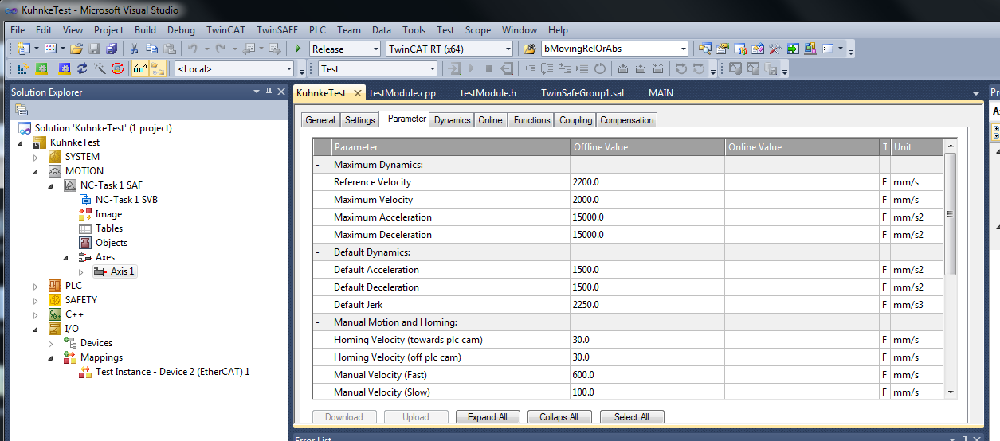 KuhnkeTest - Microsoft Visual Studio
File Edit View Project Build Debug TwinCAT TwinSAFE PLC Team Data Tools Test Scope Window Help
Release TwinCAT RT (x64) bMovingRelOrAbs
<Local> Test
Solution Explorer
KuhnkeTest testModule.cpp testModule.h TwinSafeGroup1.sal MAIN
Solution 'KuhnkeTest' (1 project)
KuhnkeTest
SYSTEM
MOTION
NC-Task 1 SAF
NC-Task 1 SVB
Image
Tables
Objects
Axes
Axis 1
PLC
SAFETY
C++
I/O
Devices
Mappings
Test Instance - Device 2 (EtherCAT) 1
General Settings Parameter Dynamics Online Functions Coupling Compensation
Parameter Offline Value Online Value T Unit
- Maximum Dynamics:
Reference Velocity 2200.0 F mm/s
Maximum Velocity 2000.0 F mm/s
Maximum Acceleration 15000.0 F mm/s2
Maximum Deceleration 15000.0 F mm/s2
- Default Dynamics:
Default Acceleration 1500.0 F mm/s2
Default Deceleration 1500.0 F mm/s2
Default Jerk 2250.0 F mm/s3
- Manual Motion and Homing:
Homing Velocity (towards plc cam) 30.0 F mm/s
Homing Velocity (off plc cam) 30.0 F mm/s
Manual Velocity (Fast) 600.0 F mm/s
Manual Velocity (Slow) 100.0 F mm/s
Download Upload Expand All Collaps All Select All
Error List
Pr
A